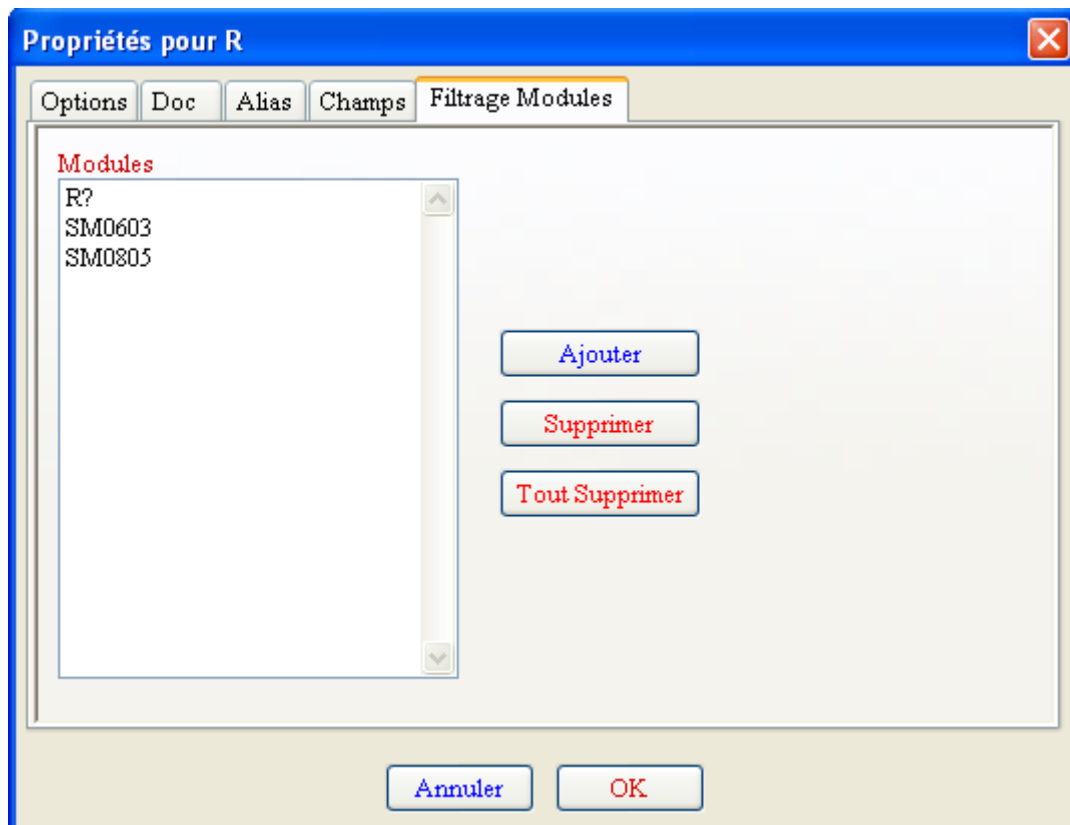 Propriétés pour R
Options Doc Alias Champs Filtrage Modules
Modules
R?
SM0603
SM0805
Ajouter
Supprimer
Tout Supprimer
Annuler OK